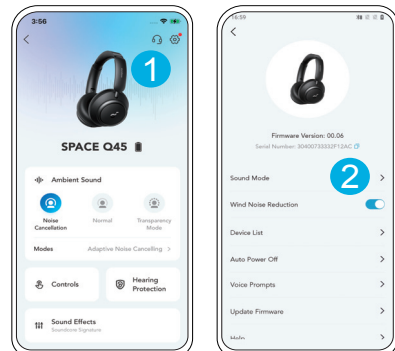 3:56
1
SPACE Q45
Ambient Sound
Noise
Cancellation
Normal
Transparency
Mode
Modes
Adaptive Noise Cancelling >
Controls
Hearing
Protection
Sound Effects
Soundcore Signature
16:59
Firmware Version: 00.06
Serial Number: 30400733332F12AC
Sound Mode
2
Wind Noise Reduction
Device List
Auto Power Off
Voice Prompts
Update Firmware
Help